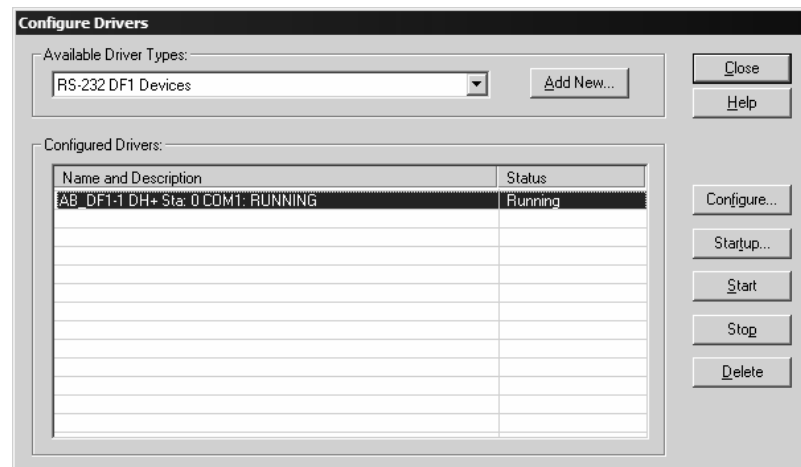 Configure Drivers
Available Driver Types:
RS-232 DF1 Devices
Add New...
Close
Help
Configured Drivers:
Name and Description
Status
AB_DF1-1 DH+ Sta: 0 COM1: RUNNING
Running
Configure...
Startup...
Start
Stop
Delete